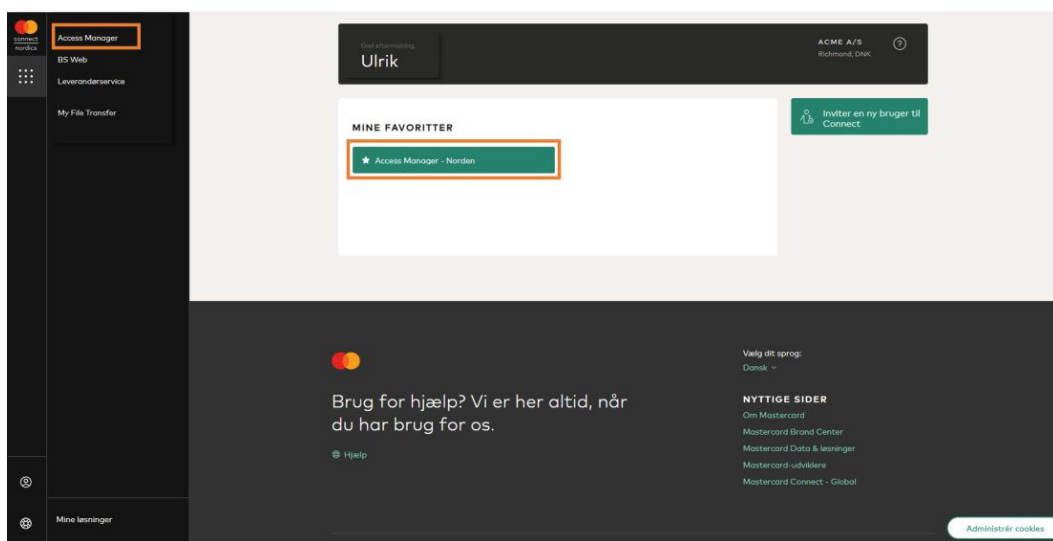 connect
nordics
Access Manager
BS Web
Leverandørservice
My File Transfer
Mine løsninger
God eftermiddag,
Ulrik
ACME A/S
Richmond, DNK
MINE FAVORITTER
Access Manager - Norden
Inviter en ny bruger til
Connect
Brug for hjælp? Vi er her altid, når
du har brug for os.
Hjælp
Vælg dit sprog:
Dansk
NYTTIGE SIDER
Om Mastercard
Mastercard Brand Center
Mastercard Data & løsninger
Mastercard-udviklere
Mastercard Connect - Global
Administrér cookies